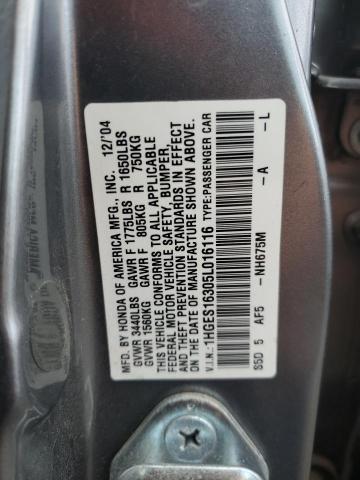 MFD. BY HONDA OF AMERICA MFG., INC. 12/'04
GVWR 3440LBS GAWR F 1775LBS R 1650LBS
GVWR 1560KG GAWR F 805KG R 750KG
THIS VEHICLE CONFORMS TO ALL APPLICABLE
FEDERAL MOTOR VEHICLE SAFETY, BUMPER,
AND THEFT PREVENTION STANDARDS IN EFFECT
ON THE DATE OF MANUFACTURE SHOWN ABOVE.
V.I.N.: 1HGES16305L016116 TYPE:PASSENGER CAR
S5D 5 AF5 -NH675M -A -L